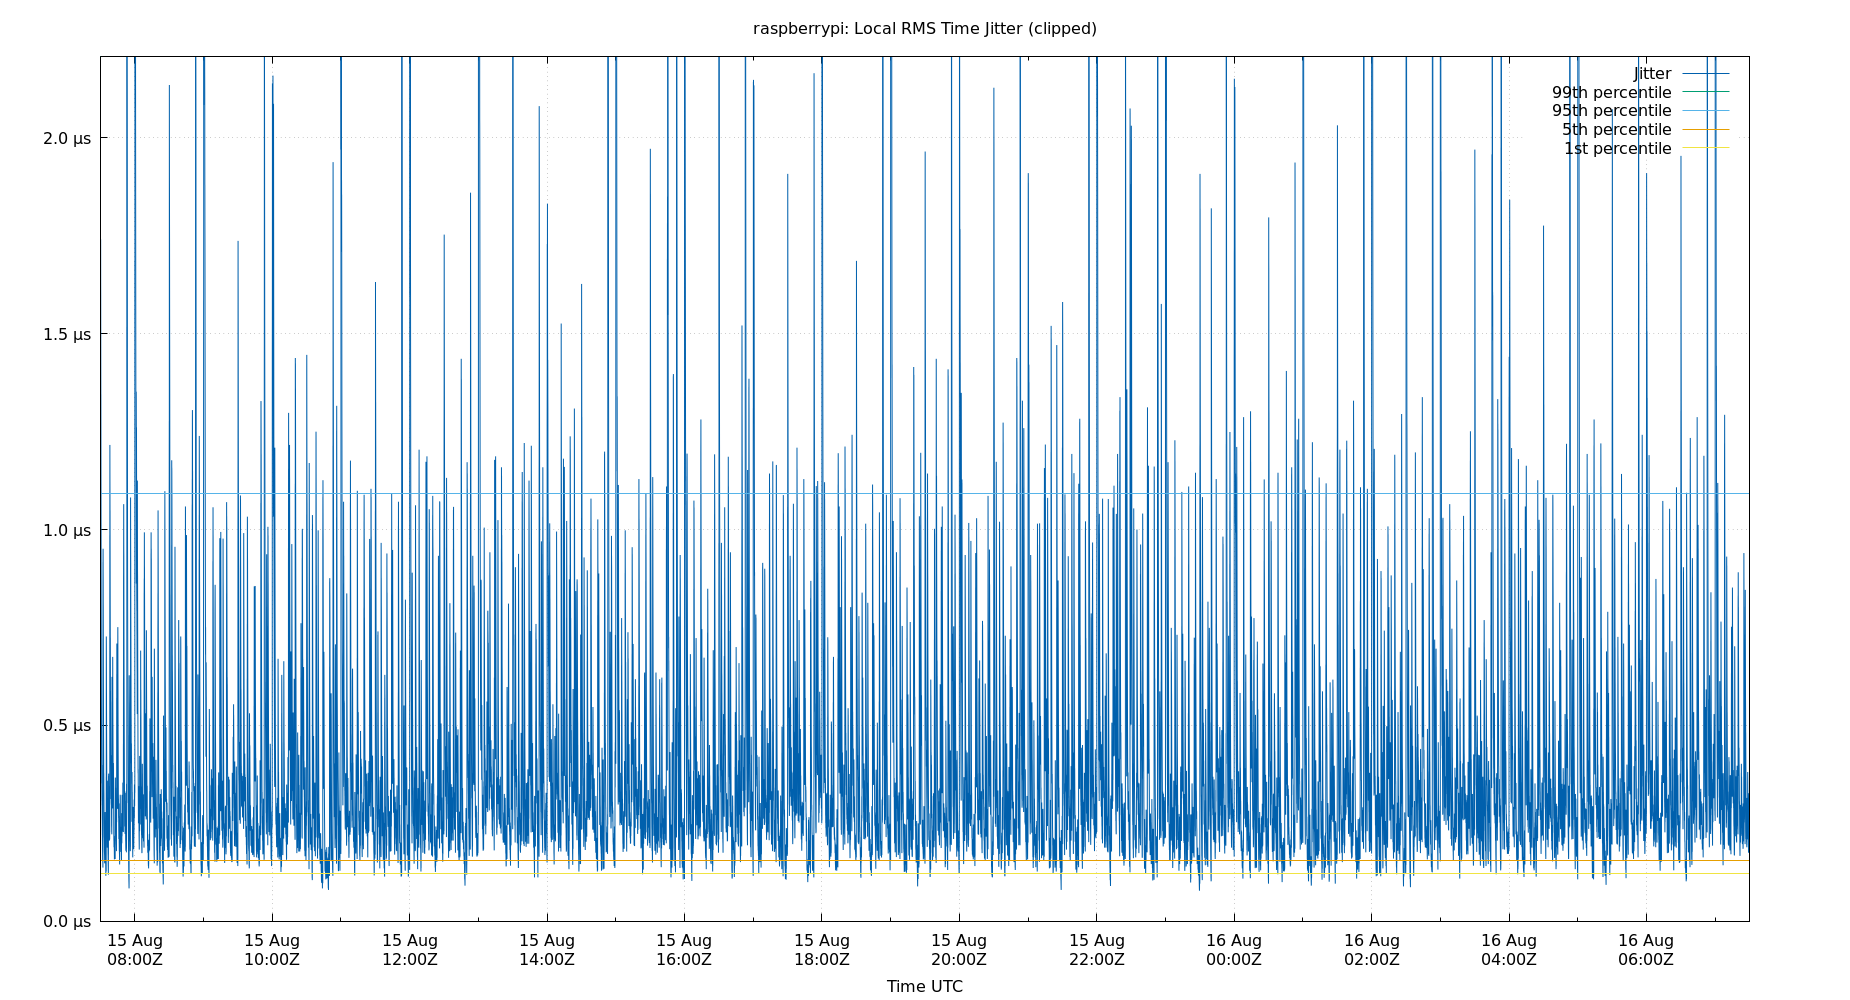 raspberrypi: Local RMS Time Jitter (clipped)
Jitter
99th percentile
95th percentile
5th percentile
1st percentile
2.0 µs
1.5 µs
1.0 µs
0.5 µs
0.0 µs
15 Aug 15 Aug 15 Aug 15 Aug 15 Aug 15 Aug 15 Aug 15 Aug 16 Aug 16 Aug 16 Aug 16 Aug
08:00Z 10:00Z 12:00Z 14:00Z 16:00Z 18:00Z 20:00Z 22:00Z 00:00Z 02:00Z 04:00Z 06:00Z
Time UTC